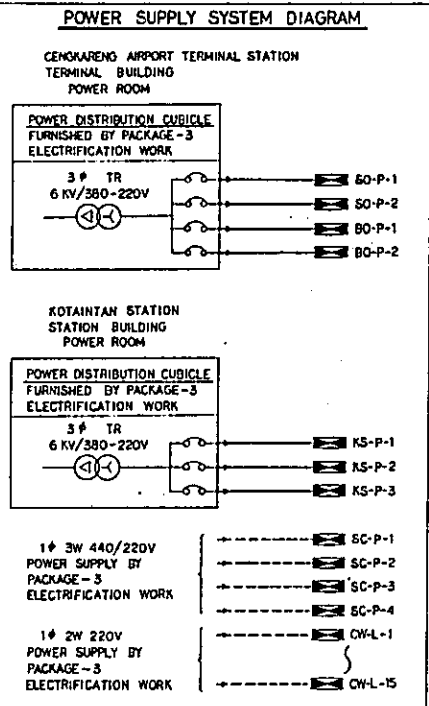 POWER SUPPLY SYSTEM DIAGRAM
CENGKARENG AIRPORT TERMINAL STATION
TERMINAL BUILDING
POWER ROOM
POWER DISTRIBUTION CUBICLE
FURNISHED BY PACKAGE-3
ELECTRIFICATION WORK
3 φ TR
6 KV/380-220V
SO-P-1
SO-P-2
BO-P-1
BO-P-2
KOTAINTAN STATION
STATION BUILDING
POWER ROOM
POWER DISTRIBUTION CUBICLE
FURNISHED BY PACKAGE-3
ELECTRIFICATION WORK
3 φ TR
6 KV/380-220V
KS-P-1
KS-P-2
KS-P-3
1φ 3W 440/220V
POWER SUPPLY BY
PACKAGE-3
ELECTRIFICATION WORK
SC-P-1
SC-P-2
SC-P-3
SC-P-4
1φ 2W 220V
POWER SUPPLY BY
PACKAGE-3
ELECTRIFICATION WORK
CW-L-1
CW-L-15